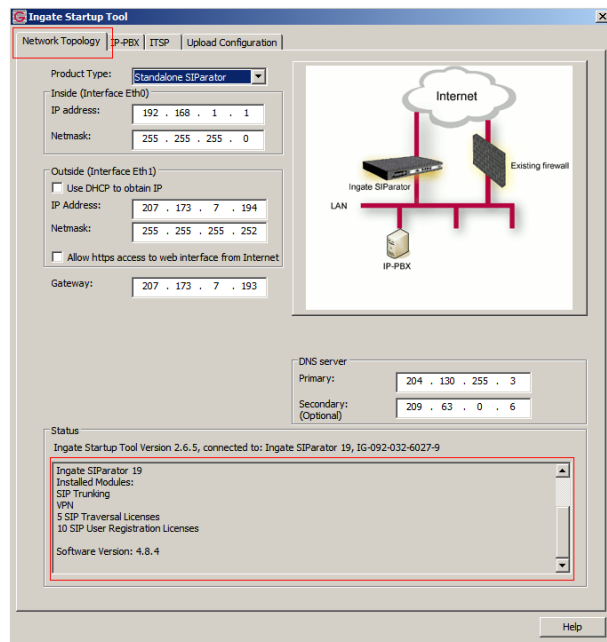 Ingate Startup Tool
Network Topology IP-PBX ITSP Upload Configuration
Product Type: Standalone SIParator
Inside (Interface Eth0)
IP address: 192 . 168 . 1 . 1
Netmask: 255 . 255 . 255 . 0
Outside (Interface Eth1)
Use DHCP to obtain IP
IP Address: 207 . 173 . 7 . 194
Netmask: 255 . 255 . 255 . 252
Allow https access to web interface from Internet
Gateway: 207 . 173 . 7 . 193
Internet
Existing firewall
Ingate SIParator
LAN
IP-PBX
DNS server
Primary: 204 . 130 . 255 . 3
Secondary: 209 . 63 . 0 . 6
(Optional)
Status
Ingate Startup Tool Version 2.6.5, connected to: Ingate SIParator 19, IG-092-032-6027-9
Ingate SIParator 19
Installed Modules:
SIP Trunking
VPN
5 SIP Traversal Licenses
10 SIP User Registration Licenses
Software Version: 4.8.4
Help